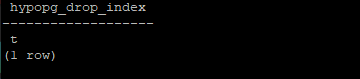 hypopg_drop_index
-------------------
t
(1 row)